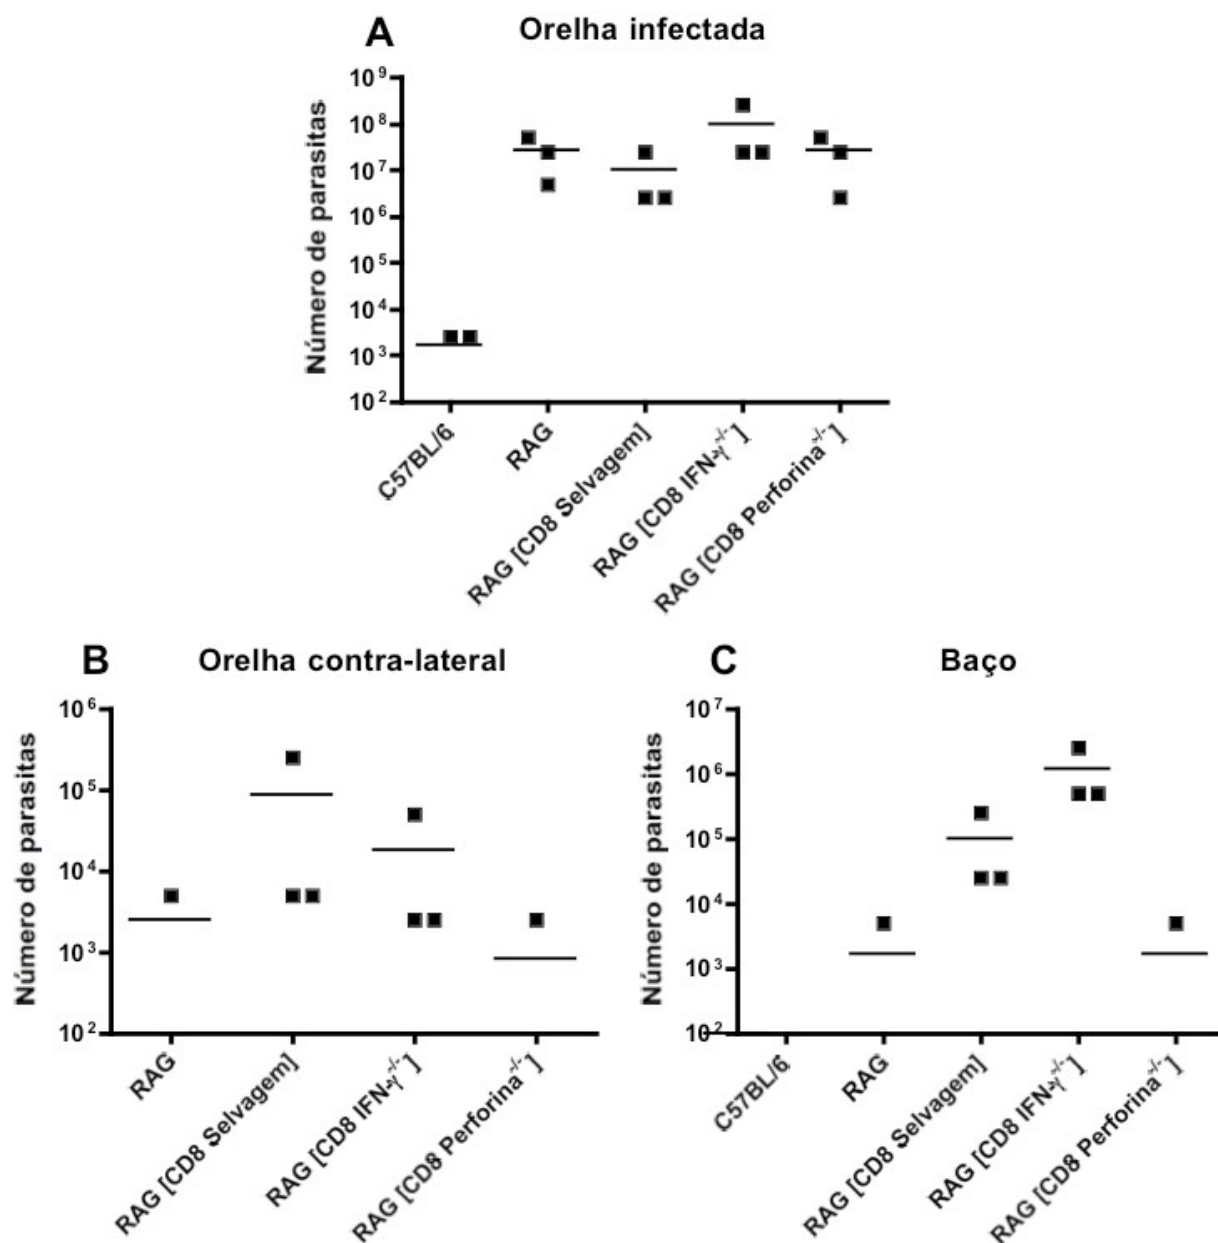 A Orelha infectada
Número de parasitas
10⁹
10⁸
10⁷
10⁶
10⁵
10⁴
10³
10²
C57BL/6
RAG
RAG [CD8 Selvagem]
RAG [CD8 IFN-γ-/-]
RAG [CD8 Perforina-/-]
B Orelha contra-lateral
Número de parasitas
10⁶
10⁵
10⁴
10³
10²
RAG
RAG [CD8 Selvagem]
RAG [CD8 IFN-γ-/-]
RAG [CD8 Perforina-/-]
C Baço
Número de parasitas
10⁷
10⁶
10⁵
10⁴
10³
10²
C57BL/6
RAG
RAG [CD8 Selvagem]
RAG [CD8 IFN-γ-/-]
RAG [CD8 Perforina-/-]